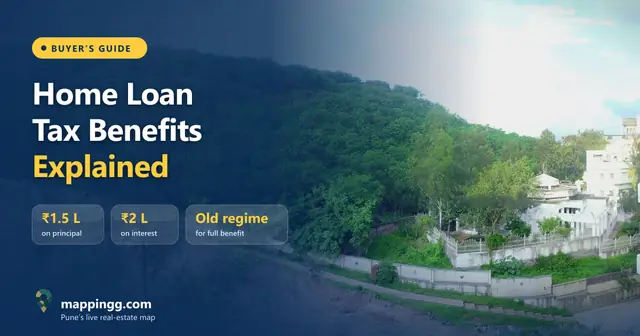 BUYER'S GUIDE
Home Loan
Tax Benefits
Explained
₹1.5 L
on principal
₹2 L
on interest
Old regime
for full benefit
mappingg.com
Pune's live real-estate map